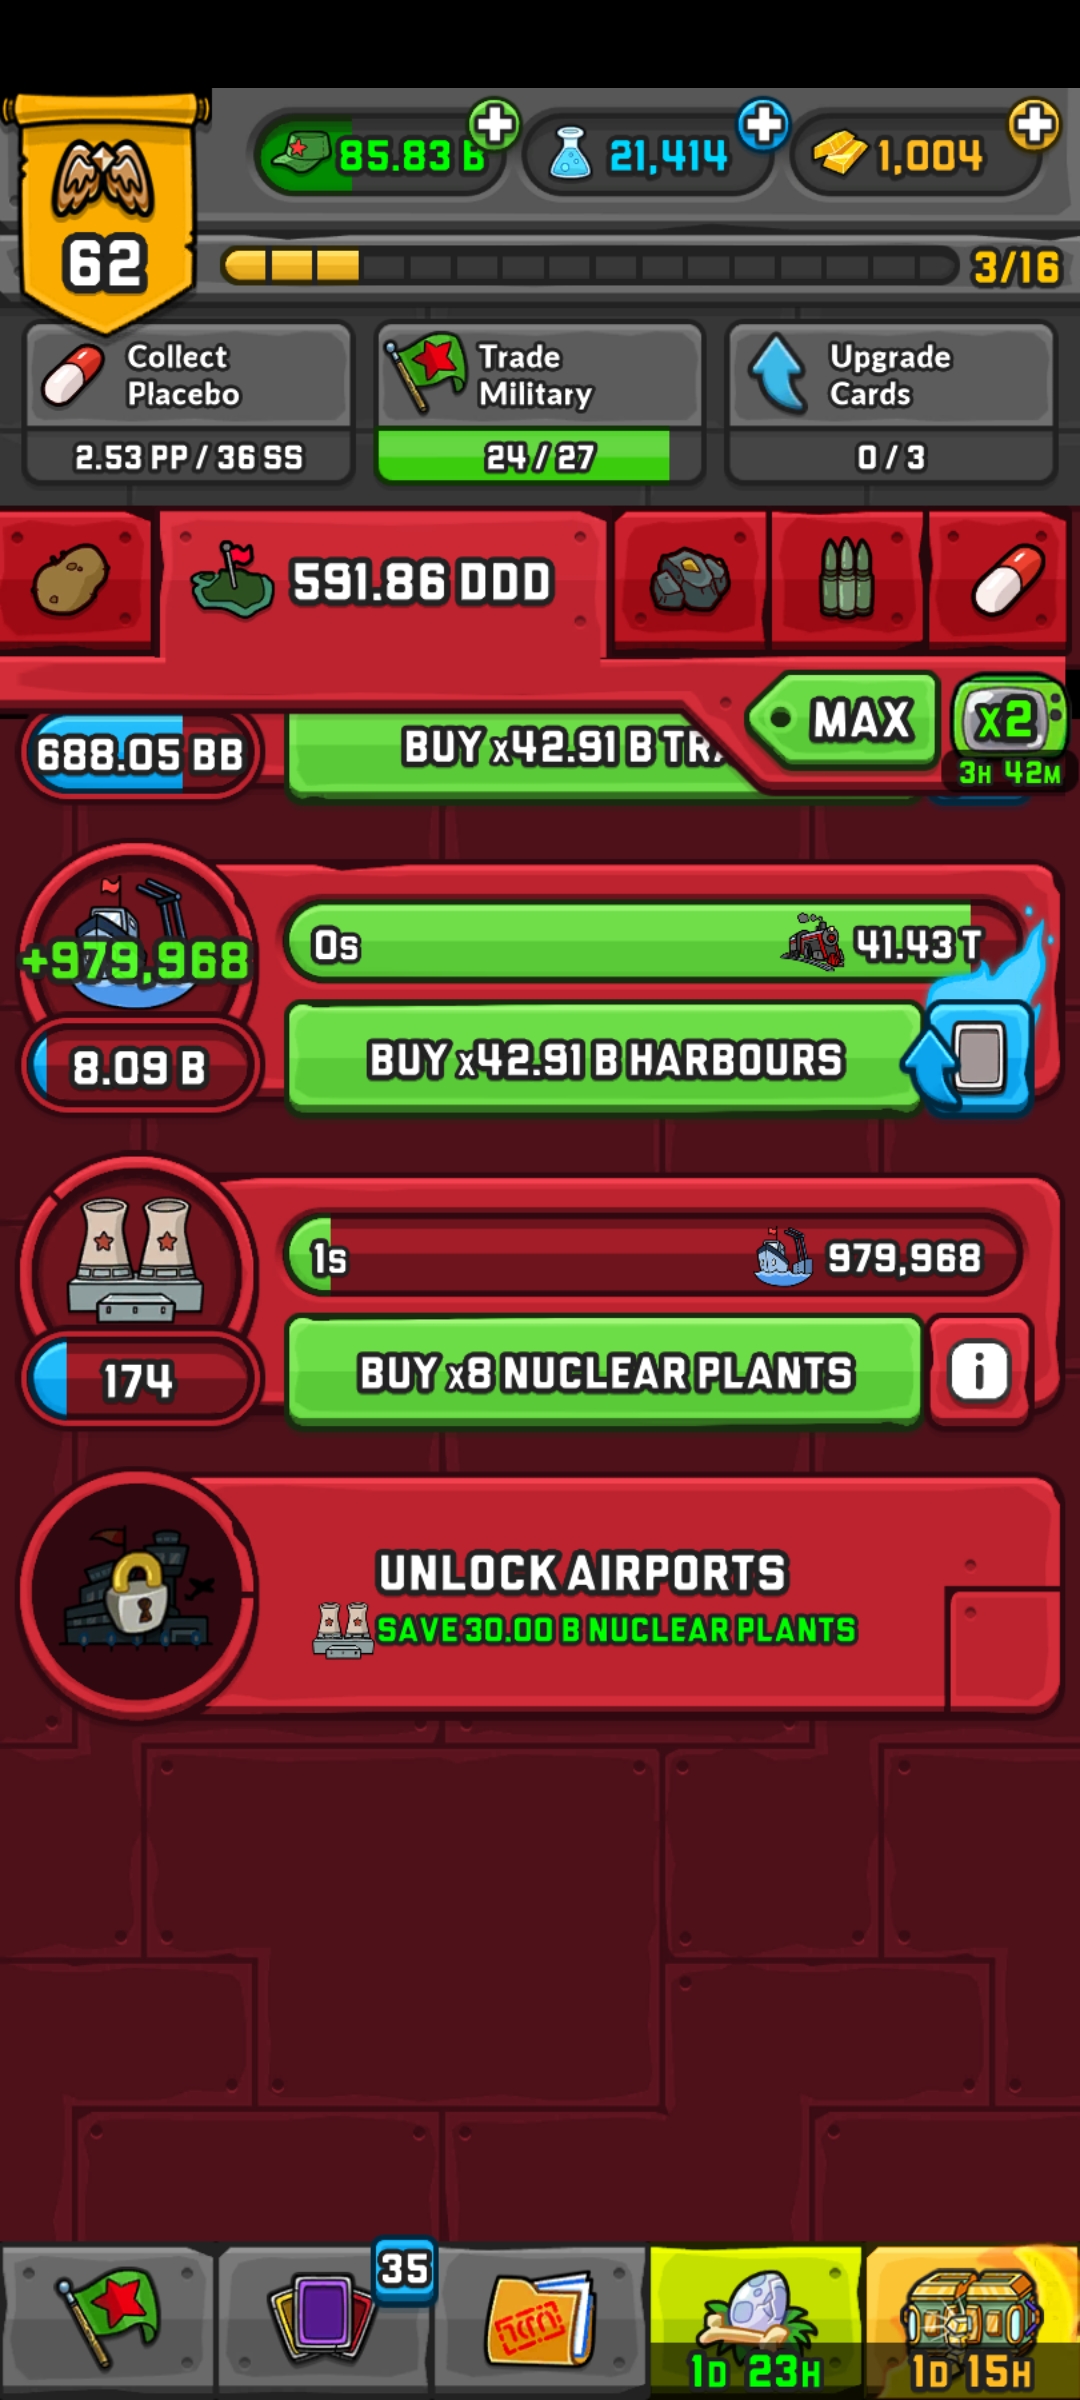 85.83 B
21,414
1,004
62
3/16
Collect
Placebo
2.53 PP / 36 SS
Trade
Military
24 / 27
Upgrade
Cards
0 / 3
591.86 DDD
MAX
x2
3H 42M
688.05 BB
BUY x42.91 B
+979,968
0s
41.43 T
8.09 B
BUY x42.91 B HARBOURS
1s
979,968
174
BUY x8 NUCLEAR PLANTS
i
UNLOCK AIRPORTS
SAVE 30.00 B NUCLEAR PLANTS
35
1D 23H
1D 15H